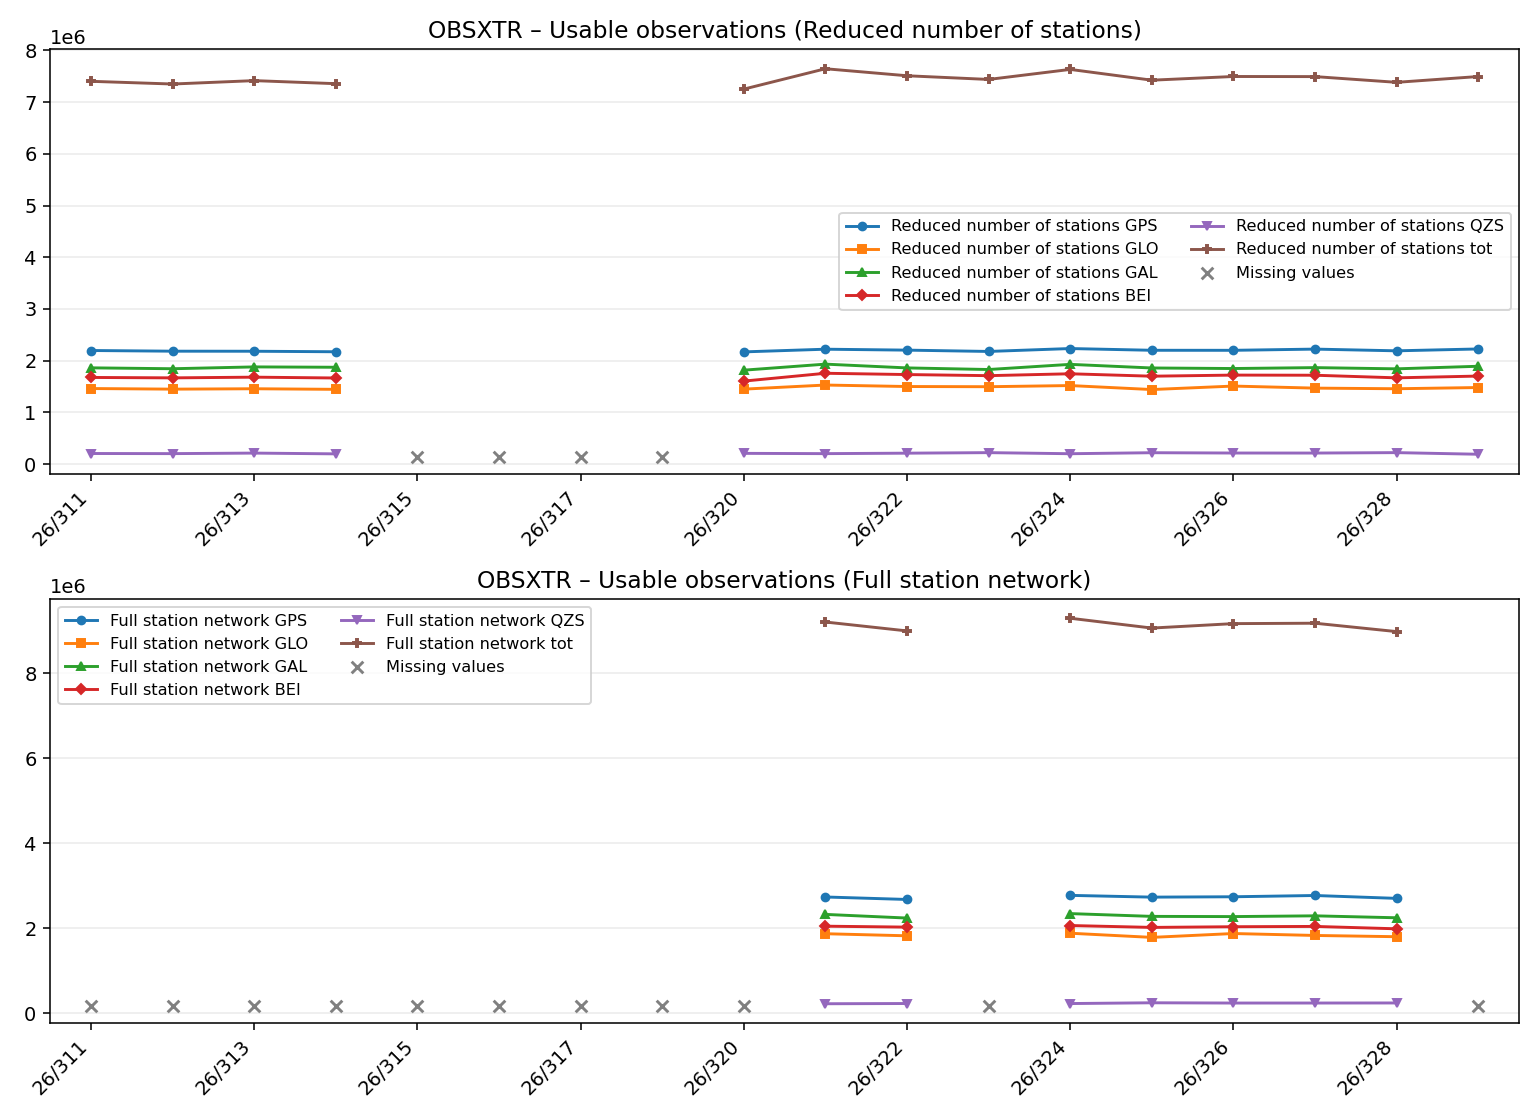 OBSXTR – Usable observations (Reduced number of stations)
1e6
8
7
6
5
4
3
2
1
0
Reduced number of stations GPS
Reduced number of stations GLO
Reduced number of stations GAL
Reduced number of stations BEI
Reduced number of stations QZS
Reduced number of stations tot
Missing values
26/311
26/313
26/315
26/317
26/320
26/322
26/324
26/326
26/328
OBSXTR – Usable observations (Full station network)
1e6
8
6
4
2
0
Full station network GPS
Full station network GLO
Full station network GAL
Full station network BEI
Full station network QZS
Full station network tot
Missing values
26/311
26/313
26/315
26/317
26/320
26/322
26/324
26/326
26/328